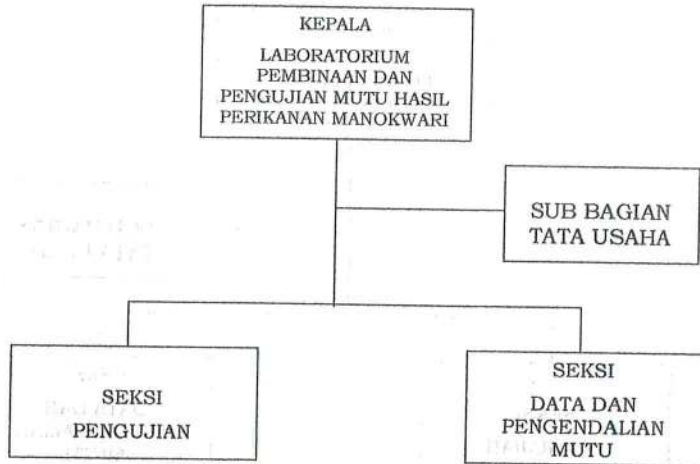 KEPALA
LABORATORIUM
PEMBINAAN DAN
PENGUJIAN MUTU HASIL
PERIKANAN MANOKWARI
SUB BAGIAN
TATA USAHA
SEKSI
PENGUJIAN
SEKSI
DATA DAN
PENGENDALIAN
MUTU